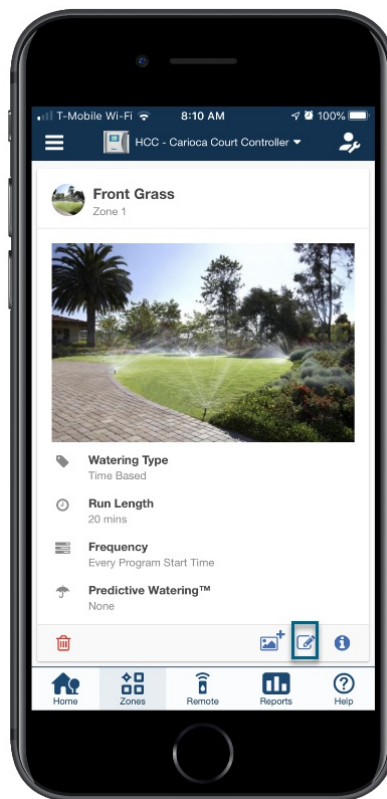 T-Mobile Wi-Fi 8:10 AM 100%
HCC - Carioca Court Controller
Front Grass
Zone 1
Watering Type
Time Based
Run Length
20 mins
Frequency
Every Program Start Time
Predictive Watering™
None
Home Zones Remote Reports Help